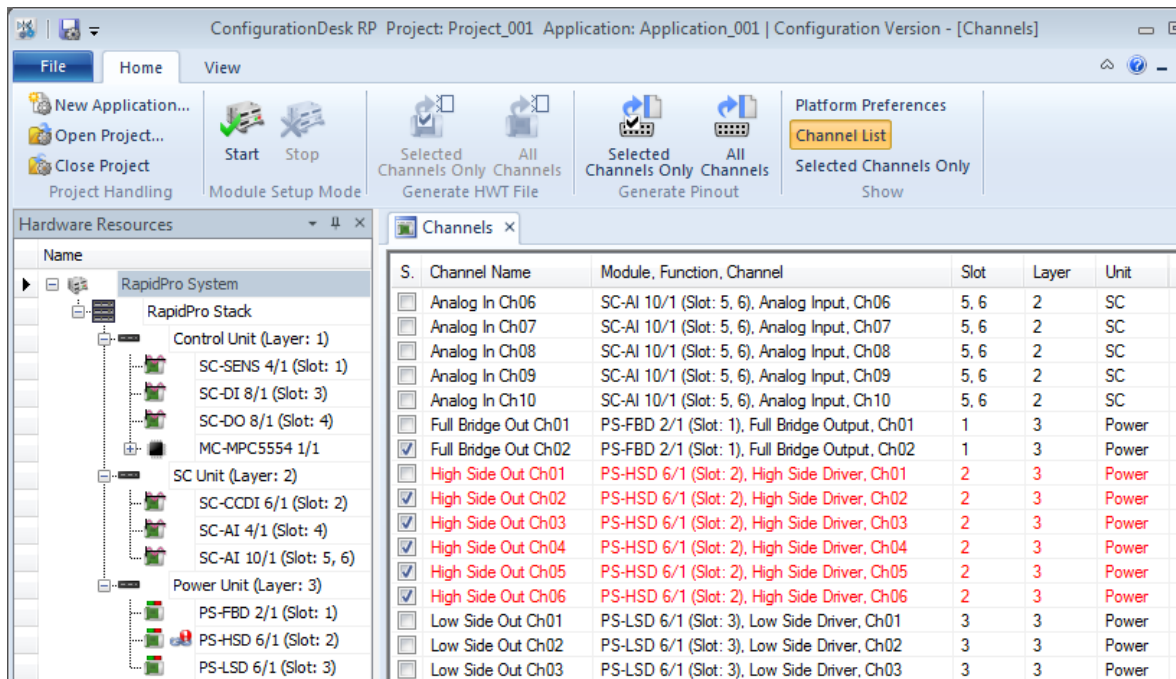 ConfigurationDesk RP Project: Project_001 Application: Application_001 | Configuration Version - [Channels]
File Home View
New Application...
Open Project...
Close Project
Project Handling
Start Stop
Module Setup Mode
Selected Channels Only
All Channels
Generate HWT File
Selected Channels Only
All Channels
Generate Pinout
Platform Preferences
Channel List
Selected Channels Only
Show
Hardware Resources
Name
RapidPro System
RapidPro Stack
Control Unit (Layer: 1)
SC-SENS 4/1 (Slot: 1)
SC-DI 8/1 (Slot: 3)
SC-DO 8/1 (Slot: 4)
MC-MPC5554 1/1
SC Unit (Layer: 2)
SC-CCDI 6/1 (Slot: 2)
SC-AI 4/1 (Slot: 4)
SC-AI 10/1 (Slot: 5, 6)
Power Unit (Layer: 3)
PS-FBD 2/1 (Slot: 1)
PS-HSD 6/1 (Slot: 2)
PS-LSD 6/1 (Slot: 3)
Channels
S. Channel Name Module, Function, Channel Slot Layer Unit
Analog In Ch06 SC-AI 10/1 (Slot: 5, 6), Analog Input, Ch06 5, 6 2 SC
Analog In Ch07 SC-AI 10/1 (Slot: 5, 6), Analog Input, Ch07 5, 6 2 SC
Analog In Ch08 SC-AI 10/1 (Slot: 5, 6), Analog Input, Ch08 5, 6 2 SC
Analog In Ch09 SC-AI 10/1 (Slot: 5, 6), Analog Input, Ch09 5, 6 2 SC
Analog In Ch10 SC-AI 10/1 (Slot: 5, 6), Analog Input, Ch10 5, 6 2 SC
Full Bridge Out Ch01 PS-FBD 2/1 (Slot: 1), Full Bridge Output, Ch01 1 3 Power
Full Bridge Out Ch02 PS-FBD 2/1 (Slot: 1), Full Bridge Output, Ch02 1 3 Power
High Side Out Ch01 PS-HSD 6/1 (Slot: 2), High Side Driver, Ch01 2 3 Power
High Side Out Ch02 PS-HSD 6/1 (Slot: 2), High Side Driver, Ch02 2 3 Power
High Side Out Ch03 PS-HSD 6/1 (Slot: 2), High Side Driver, Ch03 2 3 Power
High Side Out Ch04 PS-HSD 6/1 (Slot: 2), High Side Driver, Ch04 2 3 Power
High Side Out Ch05 PS-HSD 6/1 (Slot: 2), High Side Driver, Ch05 2 3 Power
High Side Out Ch06 PS-HSD 6/1 (Slot: 2), High Side Driver, Ch06 2 3 Power
Low Side Out Ch01 PS-LSD 6/1 (Slot: 3), Low Side Driver, Ch01 3 3 Power
Low Side Out Ch02 PS-LSD 6/1 (Slot: 3), Low Side Driver, Ch02 3 3 Power
Low Side Out Ch03 PS-LSD 6/1 (Slot: 3), Low Side Driver, Ch03 3 3 Power